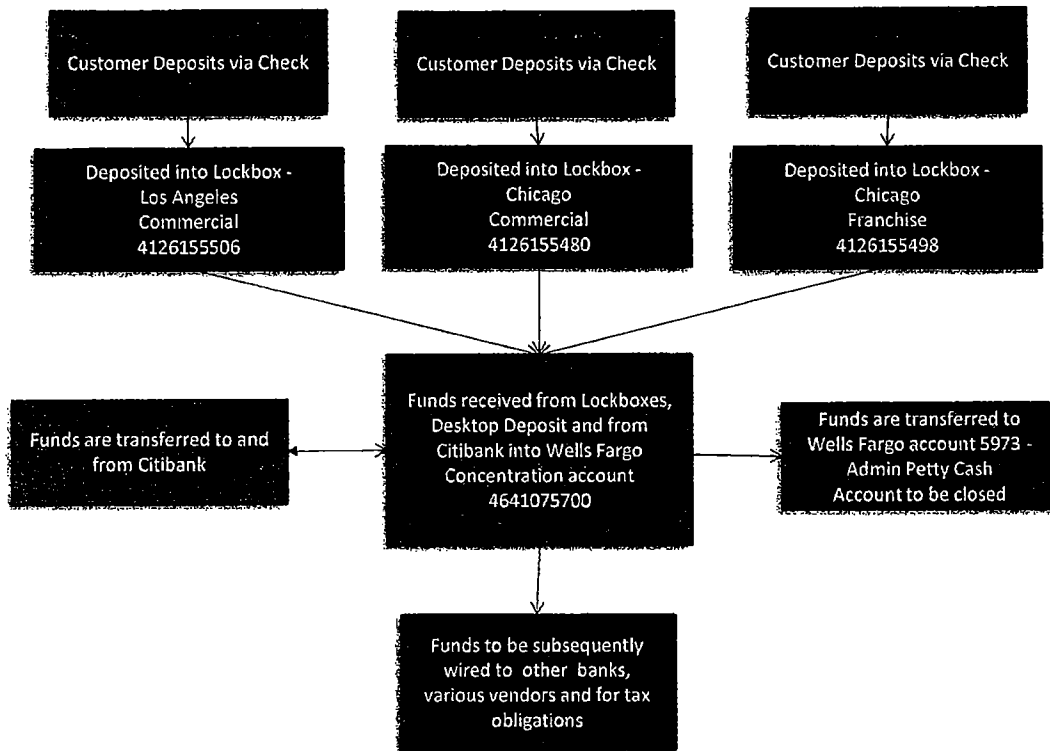 Customer Deposits via Check
Customer Deposits via Check
Customer Deposits via Check
Deposited into Lockbox -
Los Angeles
Commercial
4126155506
Deposited into Lockbox -
Chicago
Commercial
4126155480
Deposited into Lockbox -
Chicago
Franchise
4126155498
Funds are transferred to and
from Citibank
Funds received from Lockboxes,
Desktop Deposit and from
Citibank into Wells Fargo
Concentration account
4641075700
Funds are transferred to
Wells Fargo account 5973 -
Admin Petty Cash
Account to be closed
Funds to be subsequently
wired to other banks,
various vendors and for tax
obligations